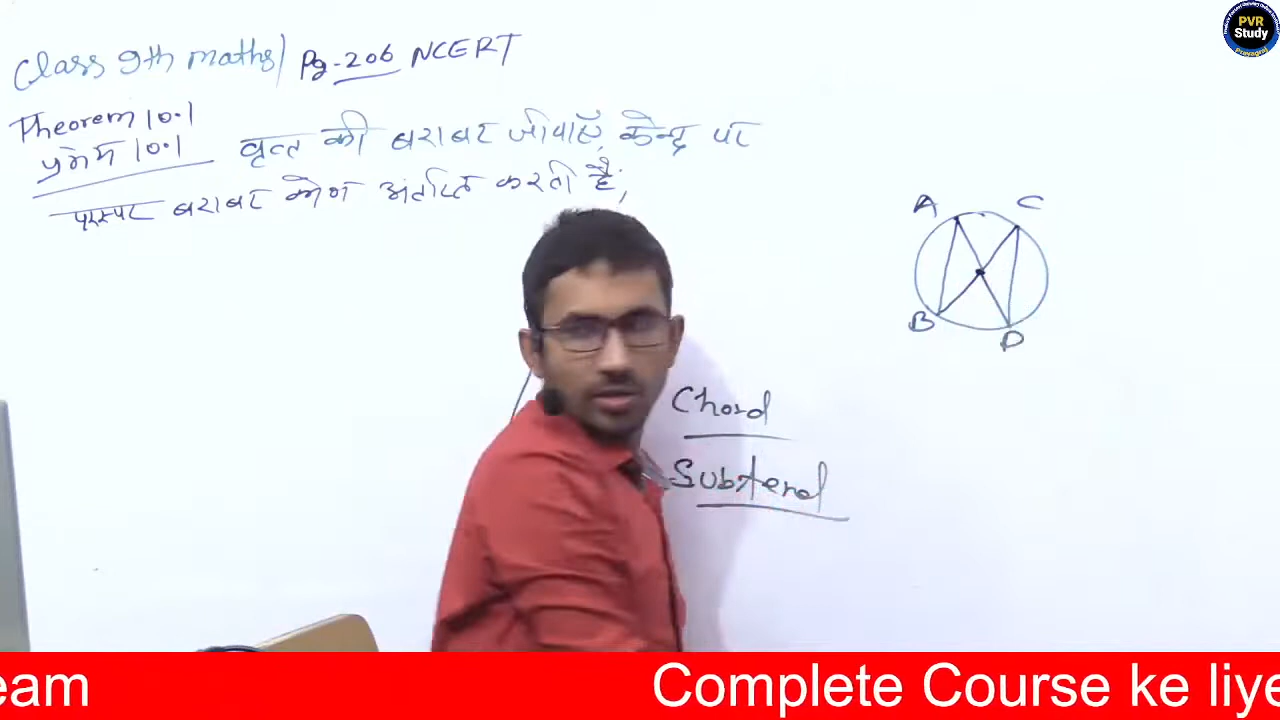 Class 9th maths/ Pg-206 NCERT
Theorem 10.1
प्रमेय 10.1
वृत्त की बराबर जीवाएँ, केन्द्र पर
परस्पर बराबर कोण अंतरित करती है;
A
C
B
D
Chord
Subtend
PVR
Study
Prayagraj
eam
Complete Course ke liye